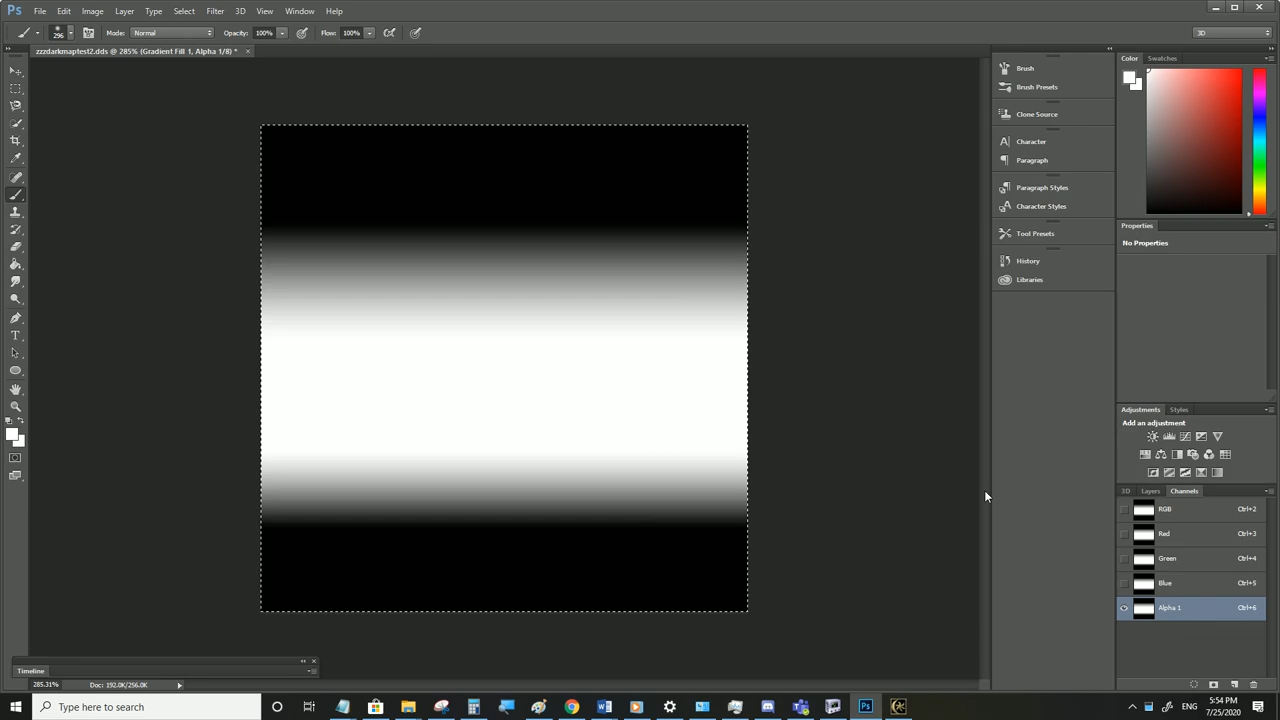 Ps File Edit Image Layer Type Select Filter 3D View Window Help
296 Mode: Normal Opacity: 100% Flow: 100% 3D
zzzdarkmaptest2.dds @ 285% (Gradient Fill 1, Alpha 1/8) * ×
Brush
Brush Presets
Clone Source
Character
Paragraph
Paragraph Styles
Character Styles
Tool Presets
History
Libraries
Color Swatches
Properties
No Properties
Adjustments Styles
Add an adjustment
3D Layers Channels
RGB Ctrl+2
Red Ctrl+3
Green Ctrl+4
Blue Ctrl+5
Alpha 1 Ctrl+6
Timeline
285.31% Doc: 192.0K/256.0K
Type here to search
Ps
ENG
5:54 PM
7/25/2020